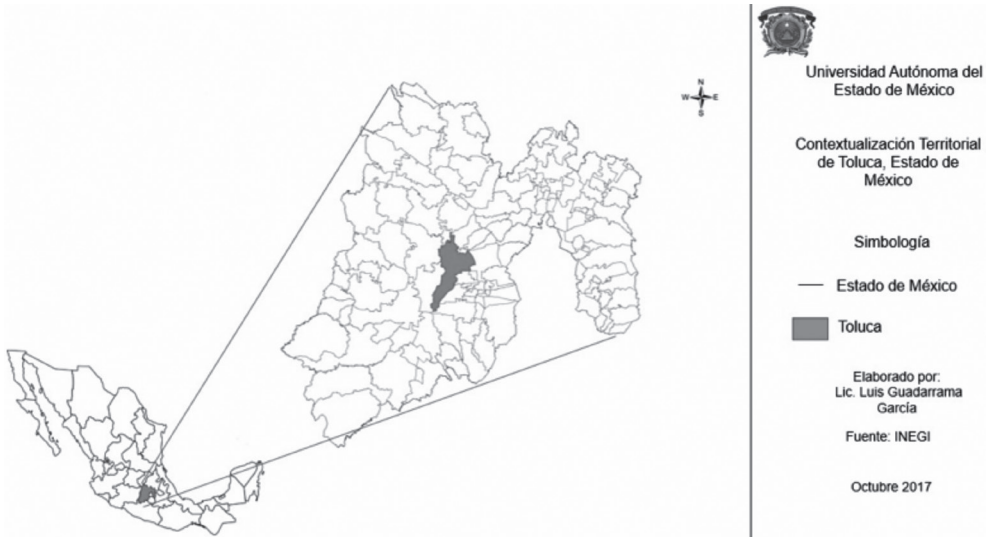 N
W E
S
Universidad Autónoma del
Estado de México
Contextualización Territorial
de Toluca, Estado de
México
Simbología
Estado de México
Toluca
Elaborado por:
Lic. Luis Guadarrama
García
Fuente: INEGI
Octubre 2017